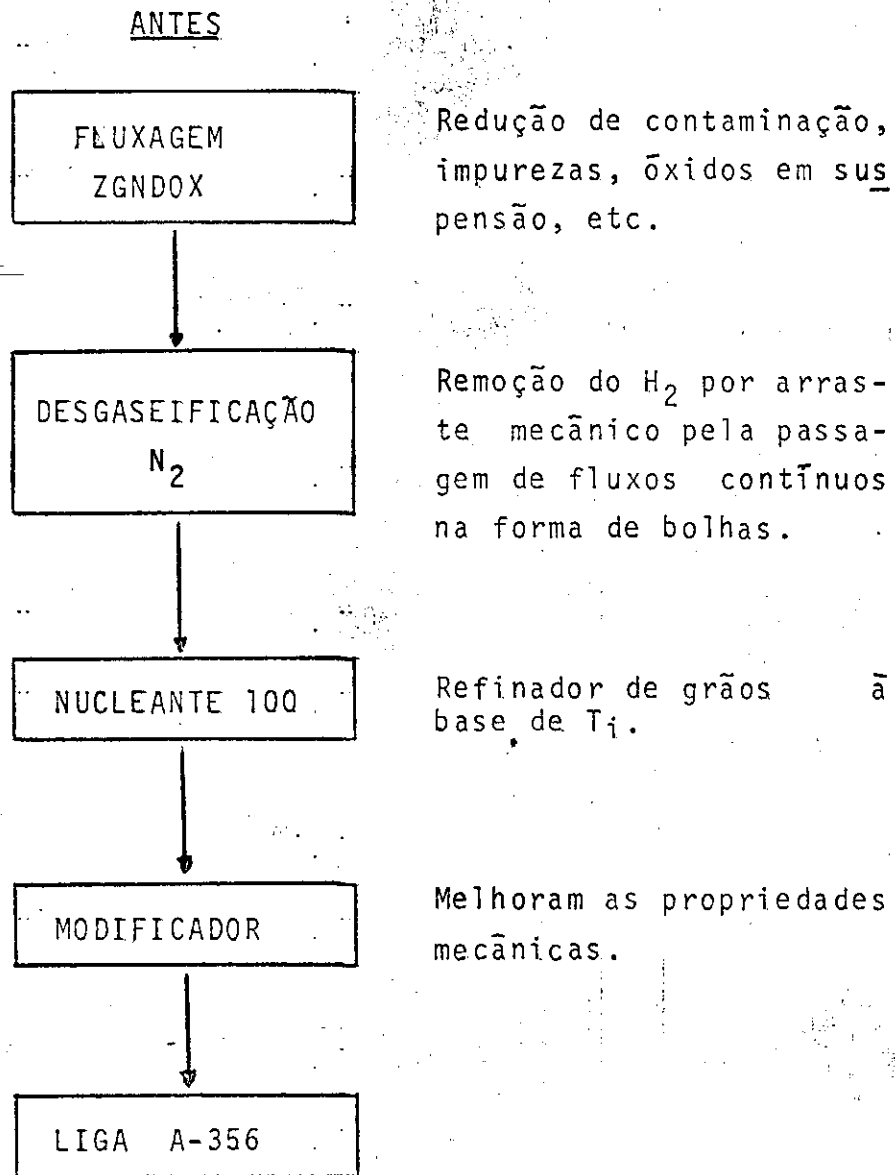 ANTES
FLUXAGEM
ZGNDOX
Redução de contaminação,
impurezas, óxidos em sus
pensão, etc.
DESGASEIFICAÇÃO
N₂
Remoção do H₂ por arras-
te mecânico pela passa-
gem de fluxos contínuos
na forma de bolhas.
NUCLEANTE 100
Refinador de grãos à
base de Ti.
MODIFICADOR
Melhoram as propriedades
mecânicas.
LIGA A-356